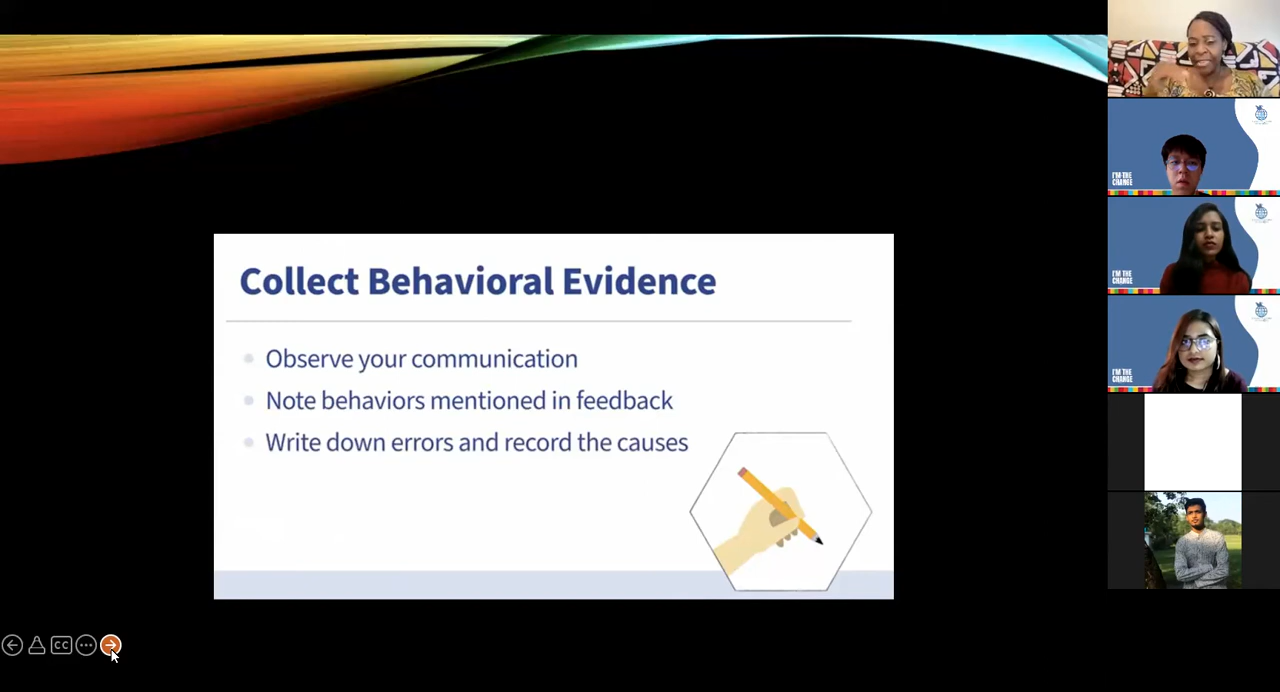 Collect Behavioral Evidence
Observe your communication
Note behaviors mentioned in feedback
Write down errors and record the causes
CC
I'M THE
CHANGE
I'M THE
CHANGE
I'M THE
CHANGE